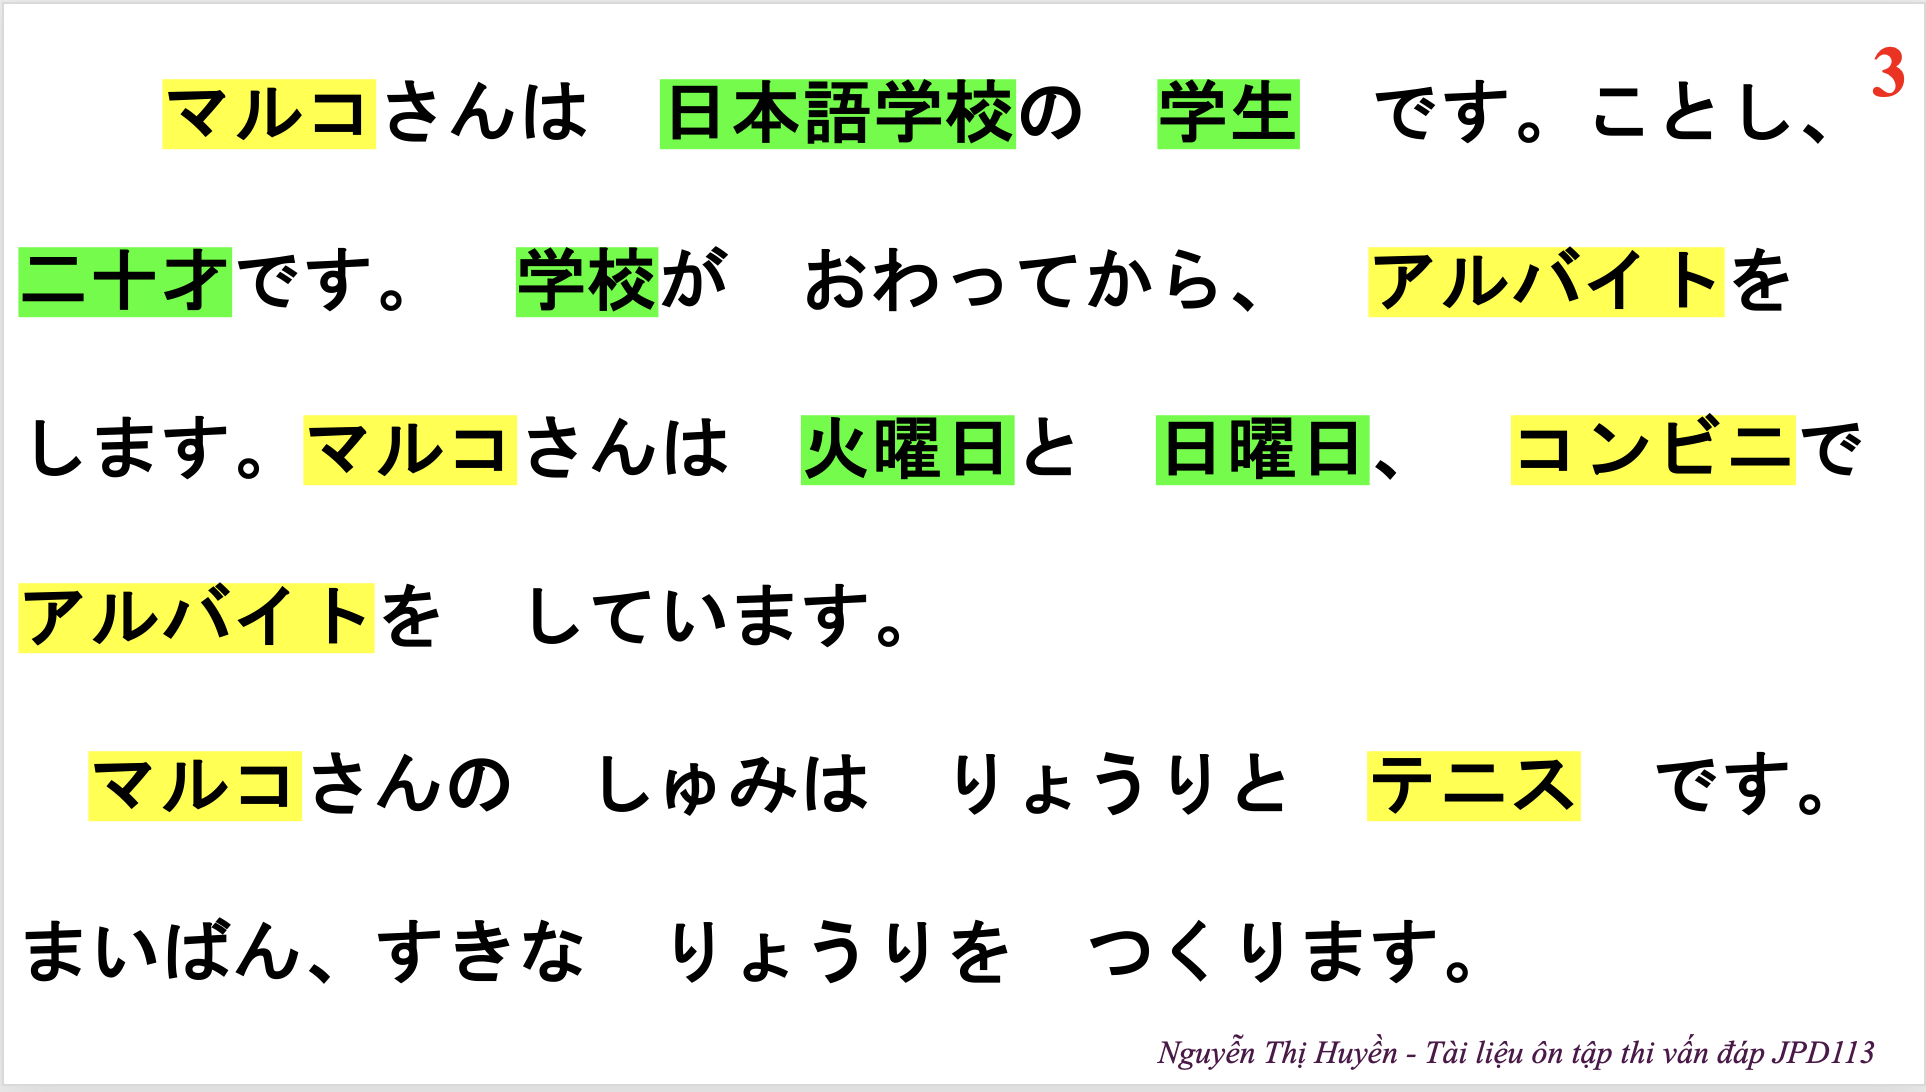 3
マルコさんは　日本語学校の　学生　です。ことし、
二十才です。　学校が　おわってから、　アルバイトを
します。マルコさんは　火曜日と　日曜日、　コンビニで
アルバイトを　しています。
マルコさんの　しゅみは　りょうりと　テニス　です。
まいばん、すきな　りょうりを　つくります。
Nguyễn Thị Huyền - Tài liệu ôn tập thi vấn đáp JPD113